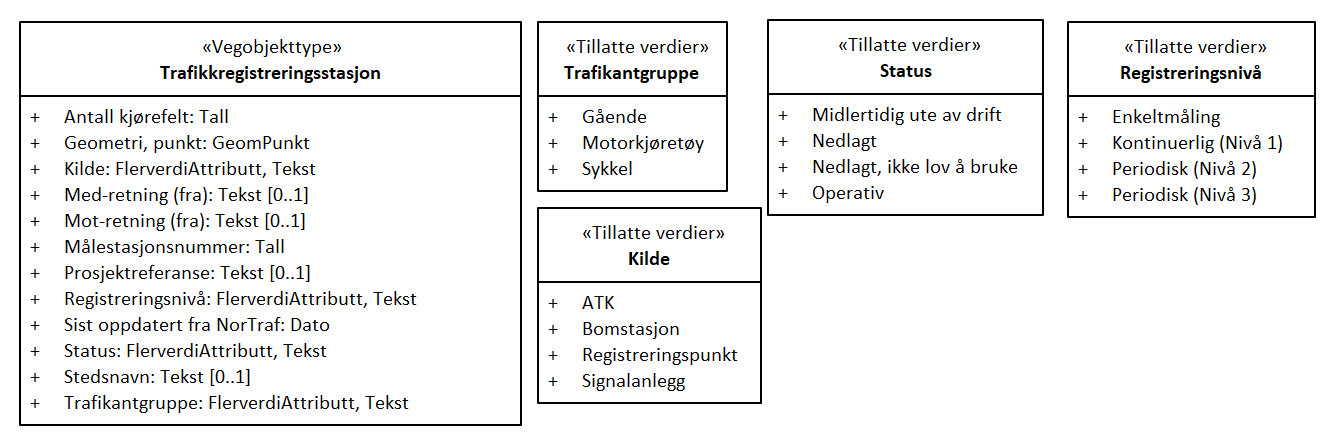 «Vegobjekttype»
Trafikkregistreringsstasjon
+ Antall kjørefelt: Tall
+ Geometri, punkt: GeomPunkt
+ Kilde: FlerverdiAttributt, Tekst
+ Med-retning (fra): Tekst [0..1]
+ Mot-retning (fra): Tekst [0..1]
+ Målestasjonsnummer: Tall
+ Prosjektreferanse: Tekst [0..1]
+ Registreringsnivå: FlerverdiAttributt, Tekst
+ Sist oppdatert fra NorTraf: Dato
+ Status: FlerverdiAttributt, Tekst
+ Stedsnavn: Tekst [0..1]
+ Trafikantgruppe: FlerverdiAttributt, Tekst
«Tillatte verdier»
Trafikantgruppe
+ Gående
+ Motorkjøretøy
+ Sykkel
«Tillatte verdier»
Kilde
+ ATK
+ Bomstasjon
+ Registreringspunkt
+ Signalanlegg
«Tillatte verdier»
Status
+ Midlertidig ute av drift
+ Nedlagt
+ Nedlagt, ikke lov å bruke
+ Operativ
«Tillatte verdier»
Registreringsnivå
+ Enkeltmåling
+ Kontinuerlig (Nivå 1)
+ Periodisk (Nivå 2)
+ Periodisk (Nivå 3)